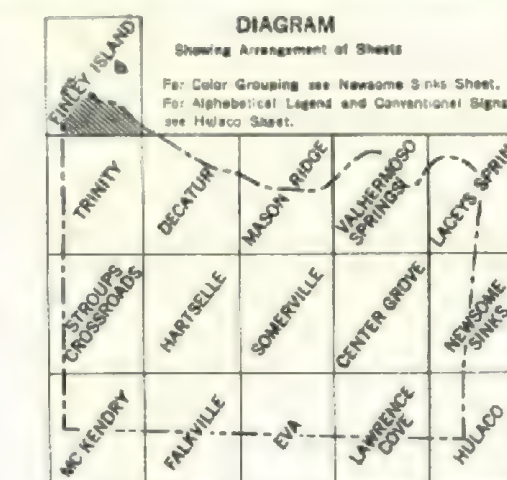 DIAGRAM
Showing Arrangement of Sheets
For Color Grouping see Newsome Sinks Sheet.
For Alphabetical Legend and Conventional Signs
see Hulaco Sheet.
FINLEY ISLAND
TRINITY
DECATUR
MASON RIDGE
VALHERMOSO
SPRINGS
LACEYS SPRIN
STROUPS
CROSSROADS
HARTSELLE
SOMERVILLE
CENTER GROVE
NEWSOME
SINKS
MC KENDRY
FALKVILLE
EVA
LAWRENCE
COVE
HULACO